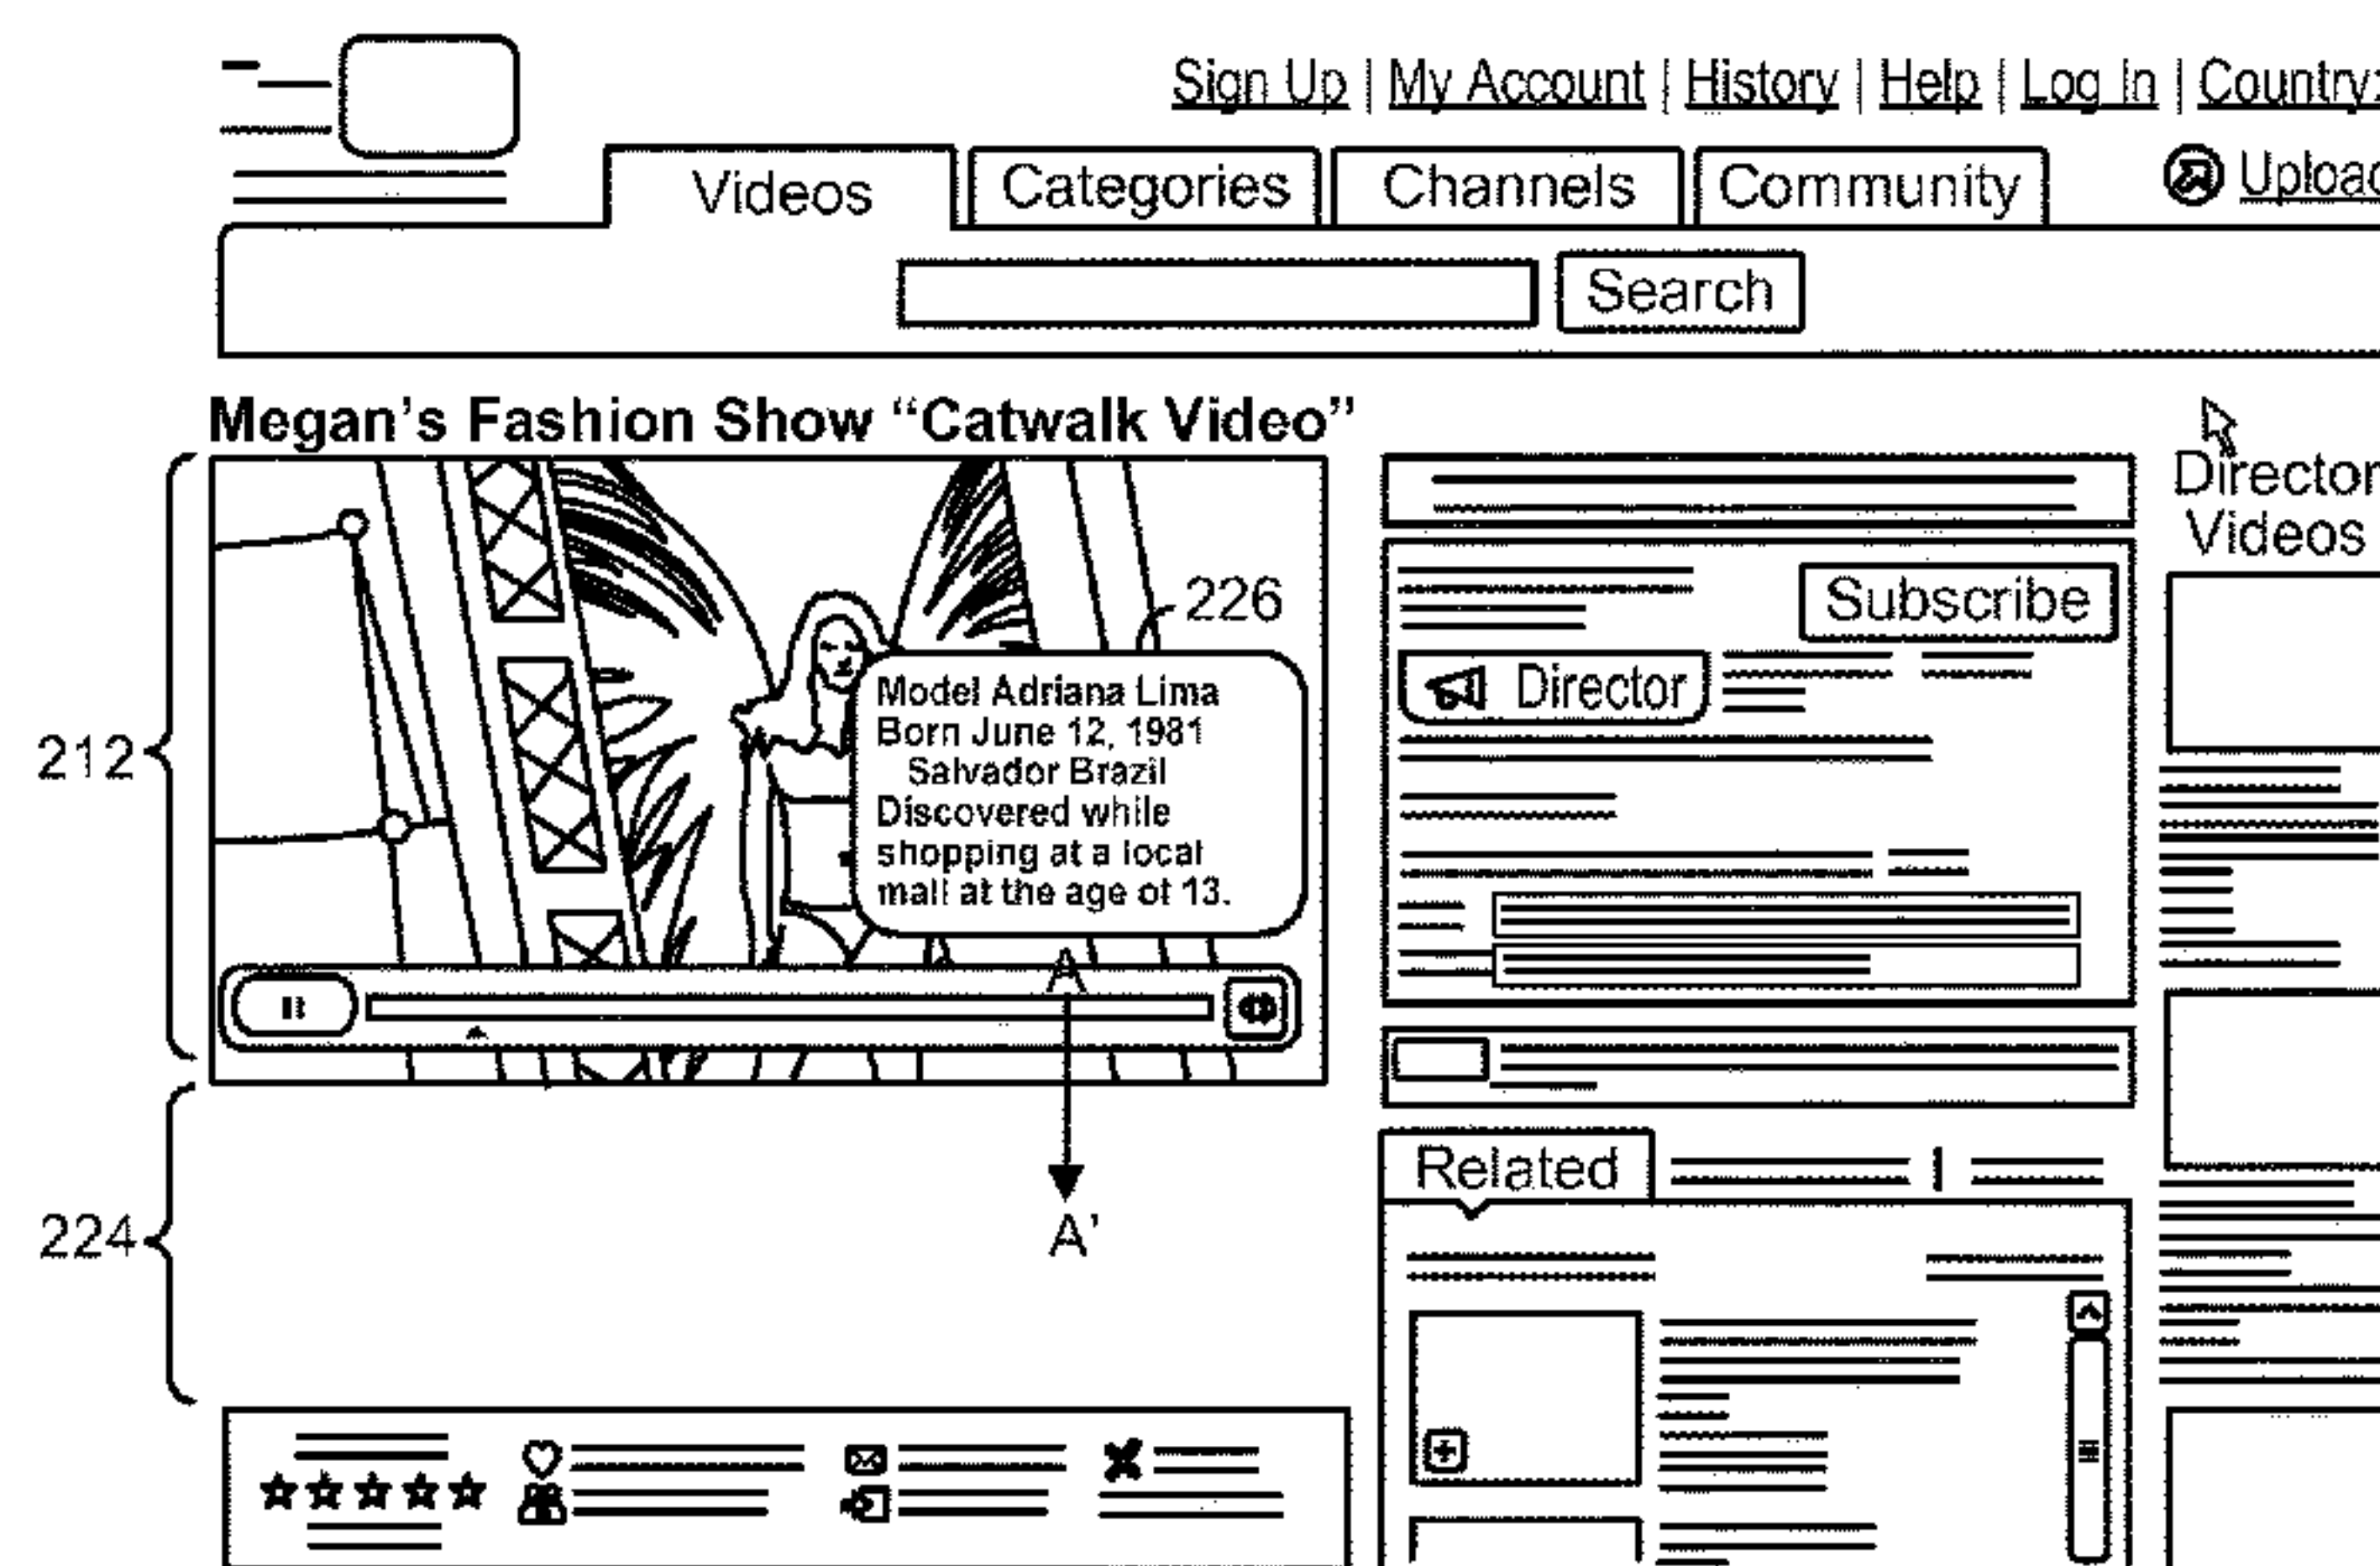 Sign Up | My Account | History | Help | Log In | Country:
Videos Categories Channels Community Upload
Search
Megan's Fashion Show "Catwalk Video"
Director
Videos
226
Subscribe
Model Adriana Lima
Born June 12, 1981
Salvador Brazil
Discovered while
shopping at a local
mall at the age of 13.
Director
212
A
Related
A'
224